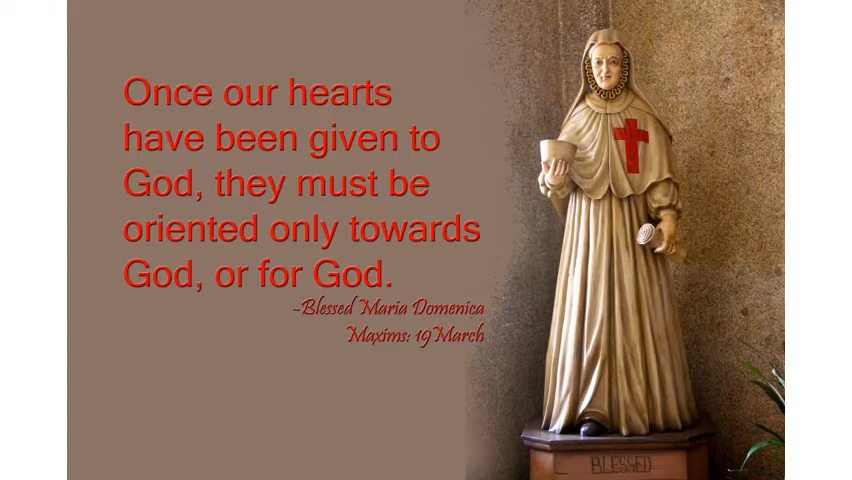 Once our hearts
have been given to
God, they must be
oriented only towards
God, or for God.
~Blessed Maria Domenica
Maxims: 19 March
BLESSED